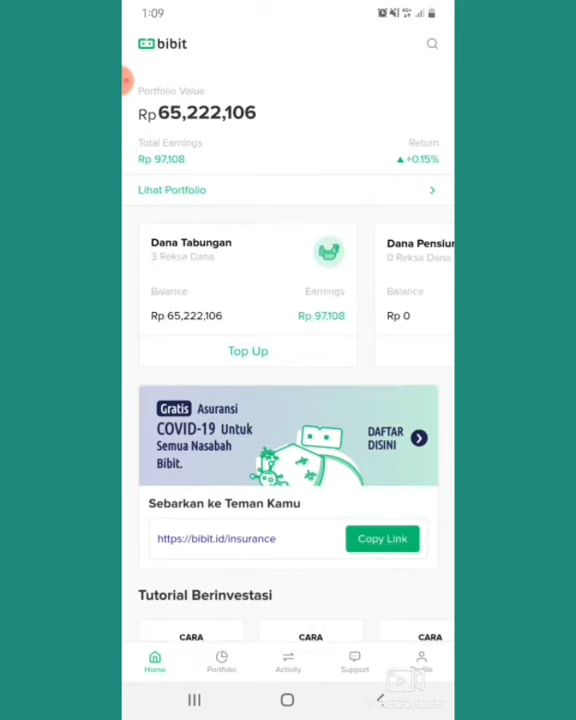 1:09
bibit
Portfolio Value
Rp 65,222,106
Total Earnings
Return
Rp 97,108
▲+0.15%
Lihat Portfolio
Dana Tabungan
3 Reksa Dana
Balance
Earnings
Rp 65,222,106
Rp 97,108
Top Up
Dana Pensiun
0 Reksa Dana
Balance
Rp 0
Gratis Asuransi
COVID-19 Untuk
Semua Nasabah
Bibit.
DAFTAR
DISINI
Sebarkan ke Teman Kamu
https://bibit.id/insurance
Copy Link
Tutorial Berinvestasi
CARA
CARA
CARA
Home
Portfolio
Activity
Support
Profile
RECORDER